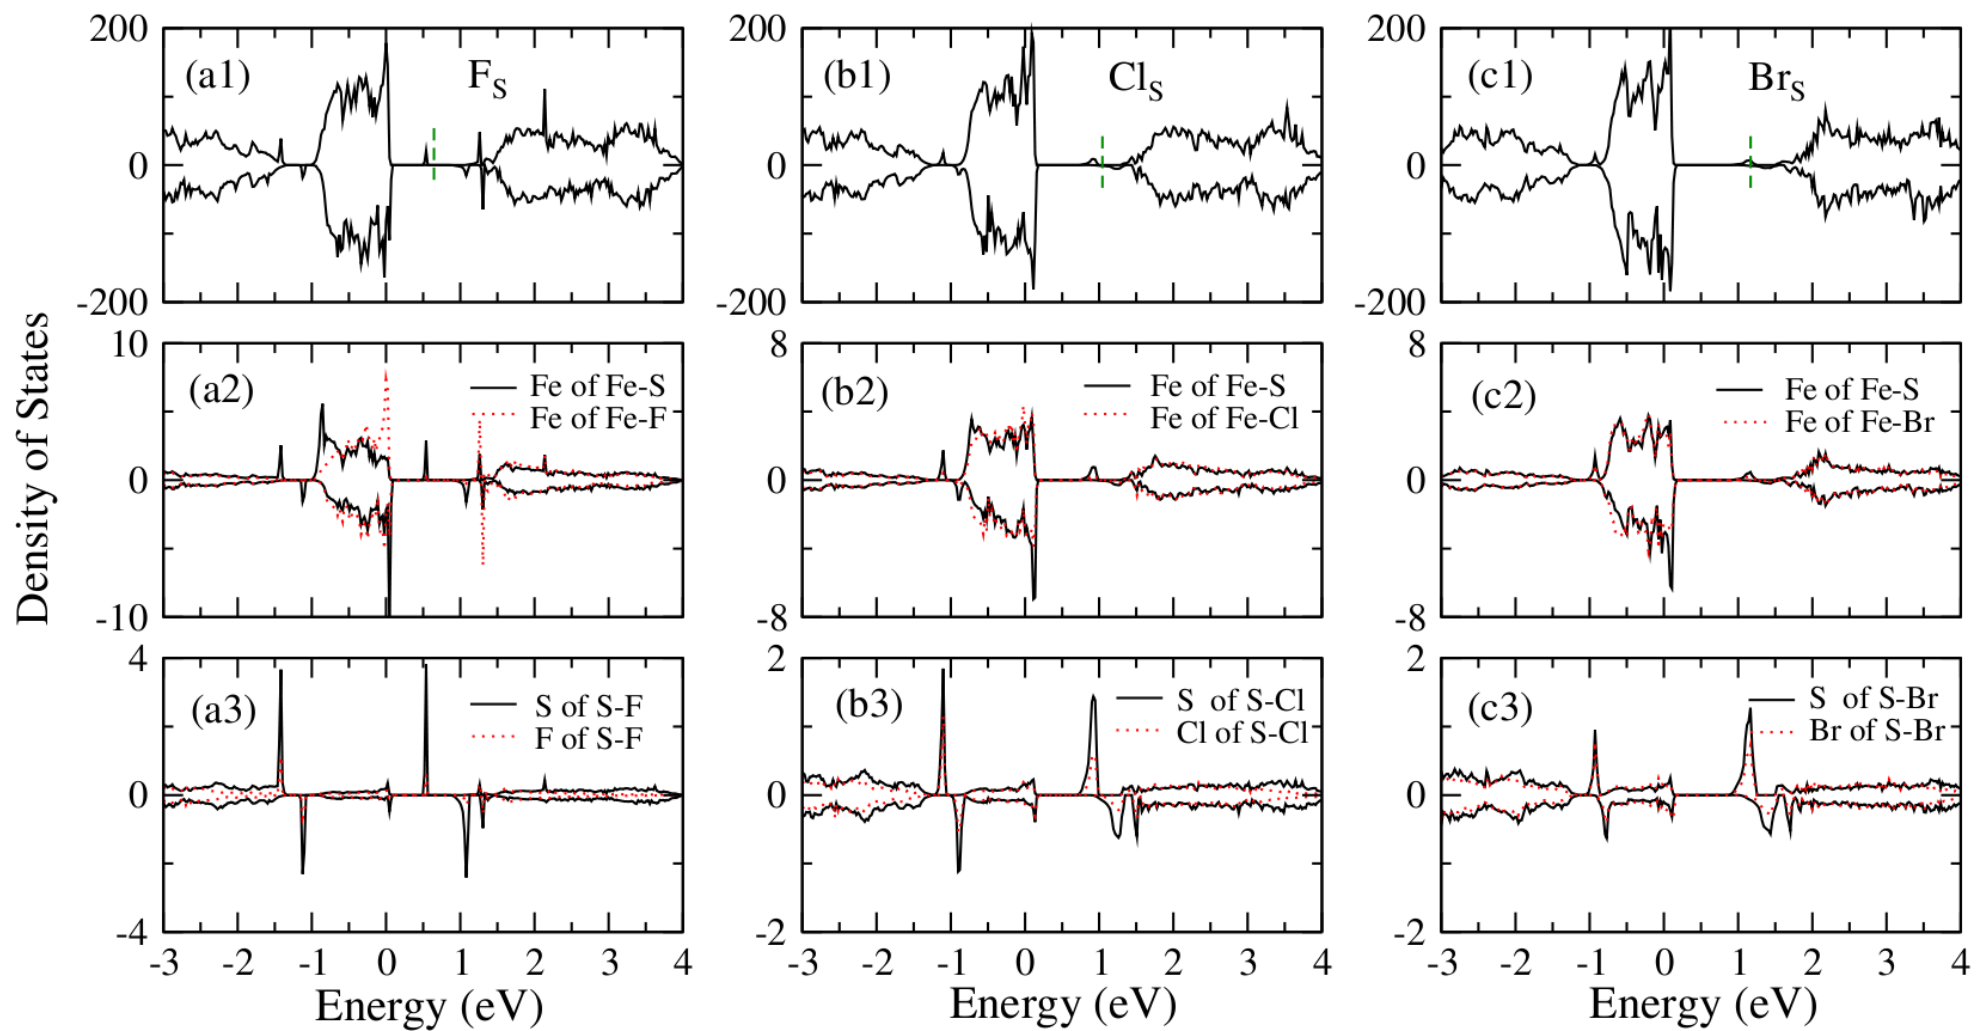 Density of States
200
0
-200
(a1)
F_S
200
0
-200
(b1)
Cl_S
200
0
-200
(c1)
Br_S
10
0
-10
(a2)
Fe of Fe-S
Fe of Fe-F
8
0
-8
(b2)
Fe of Fe-S
Fe of Fe-Cl
8
0
-8
(c2)
Fe of Fe-S
Fe of Fe-Br
4
0
-4
(a3)
S of S-F
F of S-F
-3 -2 -1 0 1 2 3 4
Energy (eV)
2
0
-2
(b3)
S of S-Cl
Cl of S-Cl
-3 -2 -1 0 1 2 3 4
Energy (eV)
2
0
-2
(c3)
S of S-Br
Br of S-Br
-3 -2 -1 0 1 2 3 4
Energy (eV)